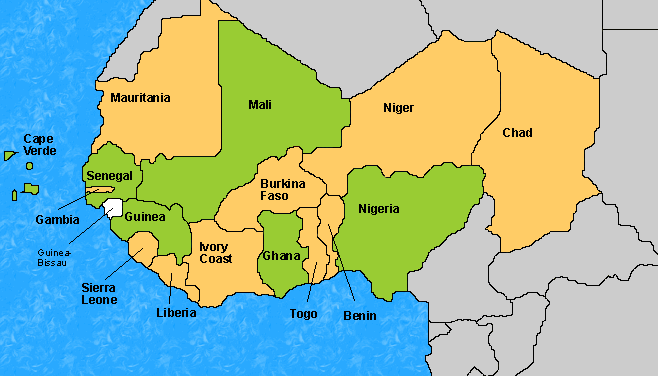 Mauritania
Mali
Niger
Chad
Cape
Verde
Senegal
Gambia
Guinea
Guinea-
Bissau
Burkina
Faso
Nigeria
Ivory
Coast
Ghana
Sierra
Leone
Liberia
Togo
Benin